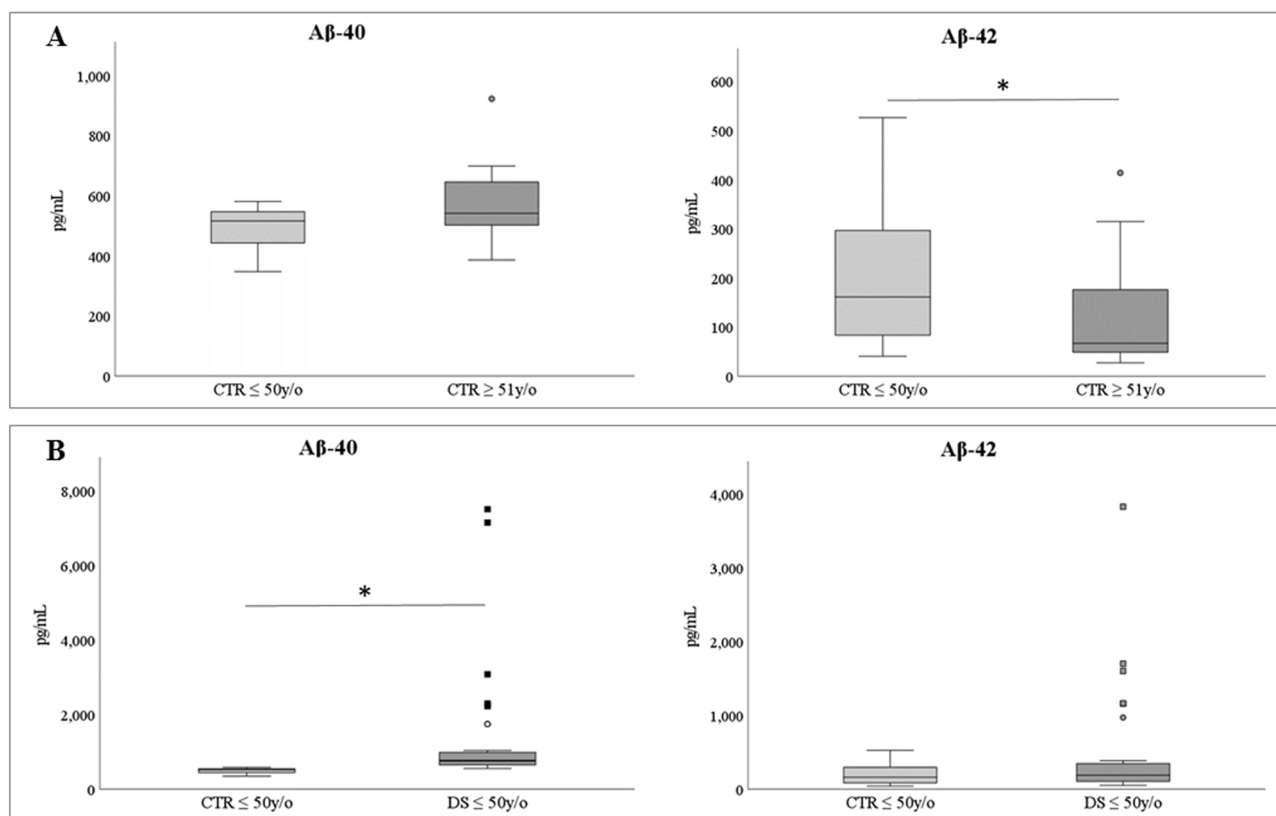 A
Aβ-40
1,000
800
600
400
200
0
pg/mL
CTR ≤ 50y/o
CTR ≥ 51y/o
Aβ-42
600
500
400
300
200
100
0
pg/mL
*
CTR ≤ 50y/o
CTR ≥ 51y/o
B
Aβ-40
8,000
6,000
4,000
2,000
0
pg/mL
*
CTR ≤ 50y/o
DS ≤ 50y/o
Aβ-42
4,000
3,000
2,000
1,000
0
pg/mL
CTR ≤ 50y/o
DS ≤ 50y/o